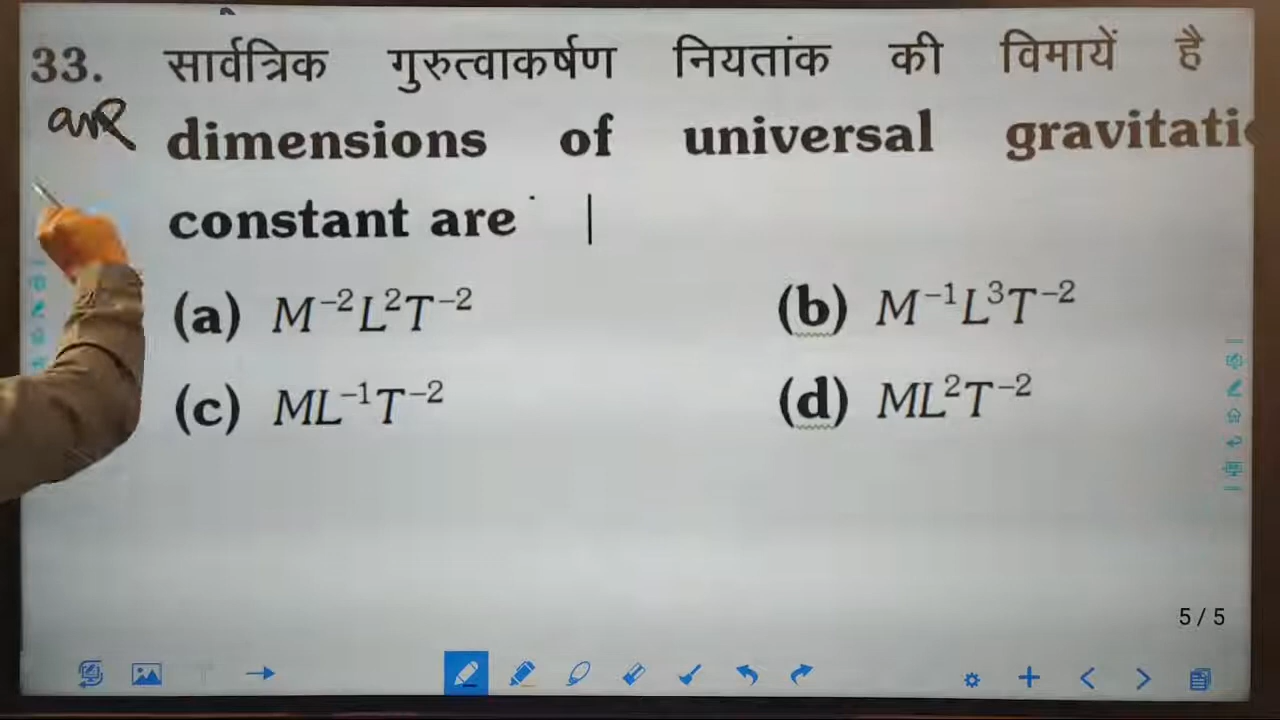 33. सार्वत्रिक गुरुत्वाकर्षण नियतांक की विमायें है
dimensions of universal gravitati
constant are |
(a) M⁻²L²T⁻² (b) M⁻¹L³T⁻²
(c) ML⁻¹T⁻² (d) ML²T⁻²
5 / 5